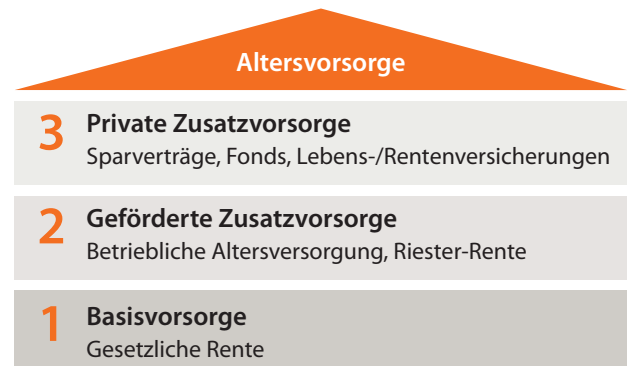 Altersvorsorge
3 Private Zusatzvorsorge
Sparverträge, Fonds, Lebens-/Rentenversicherungen
2 Geförderte Zusatzvorsorge
Betriebliche Altersversorgung, Riester-Rente
1 Basisvorsorge
Gesetzliche Rente